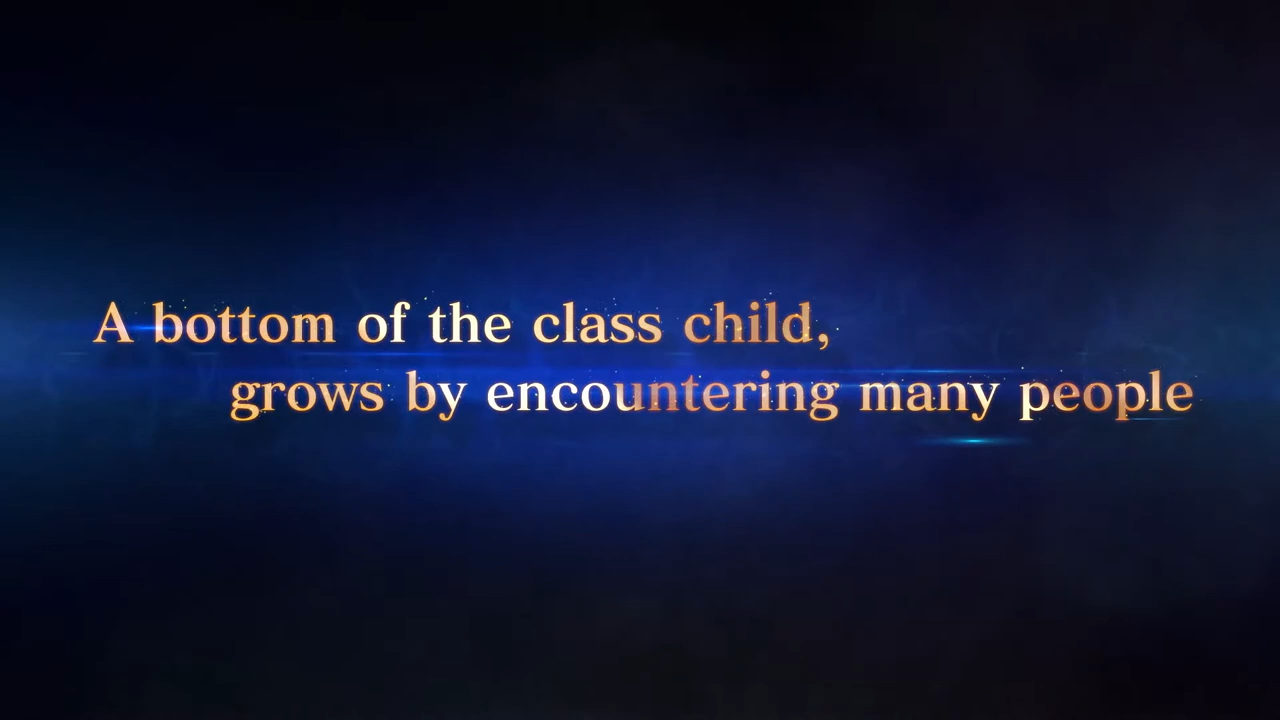 A bottom of the class child,
grows by encountering many people